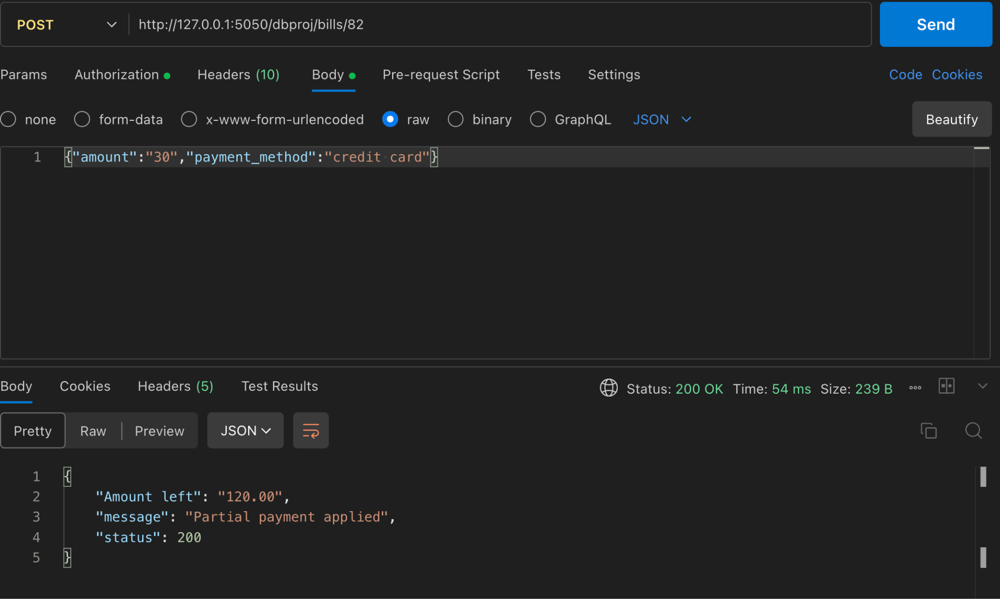 POST http://127.0.0.1:5050/dbproj/bills/82 Send
Params Authorization Headers (10) Body Pre-request Script Tests Settings Code Cookies
none form-data x-www-form-urlencoded raw binary GraphQL JSON Beautify
1 {"amount":"30","payment_method":"credit card"}
Body Cookies Headers (5) Test Results Status: 200 OK Time: 54 ms Size: 239 B
Pretty Raw Preview JSON
1 {
2 "Amount left": "120.00",
3 "message": "Partial payment applied",
4 "status": 200
5 }